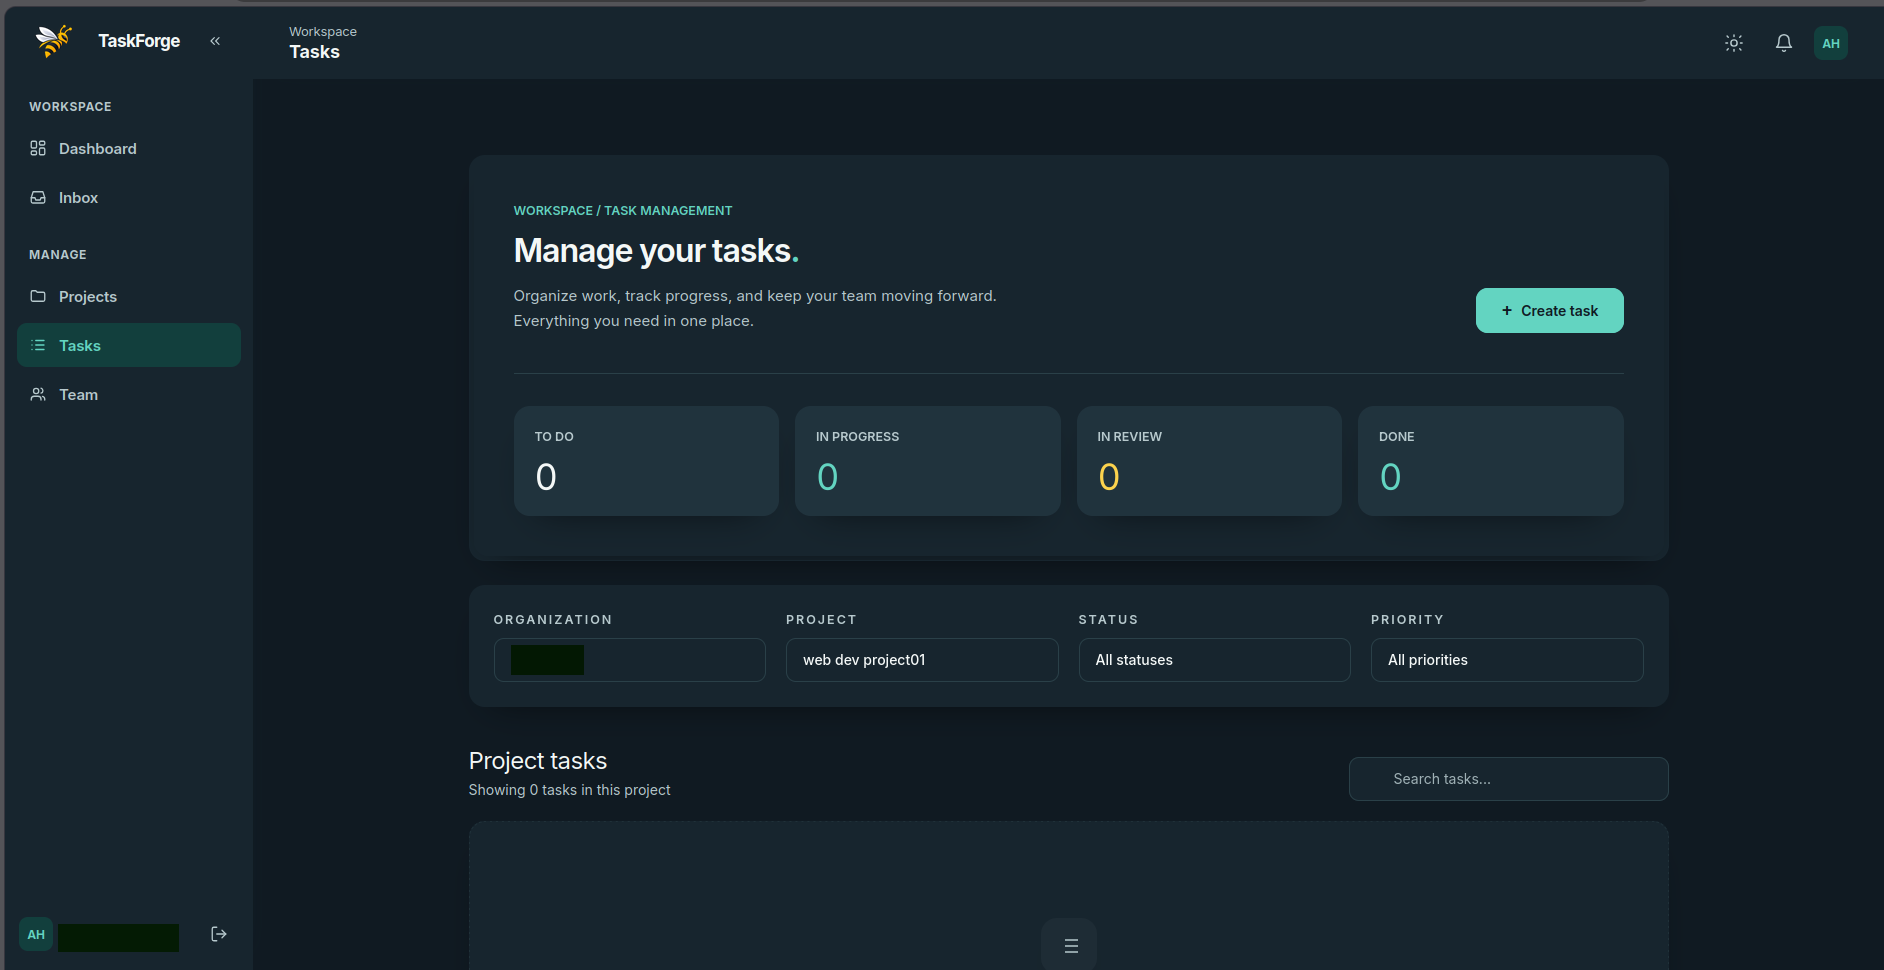 TaskForge
Workspace
Tasks
AH
WORKSPACE
Dashboard
Inbox
MANAGE
Projects
Tasks
Team
AH
WORKSPACE / TASK MANAGEMENT
Manage your tasks.
Organize work, track progress, and keep your team moving forward.
Everything you need in one place.
+ Create task
TO DO
0
IN PROGRESS
0
IN REVIEW
0
DONE
0
ORGANIZATION
PROJECT
web dev project01
STATUS
All statuses
PRIORITY
All priorities
Project tasks
Showing 0 tasks in this project
Search tasks...